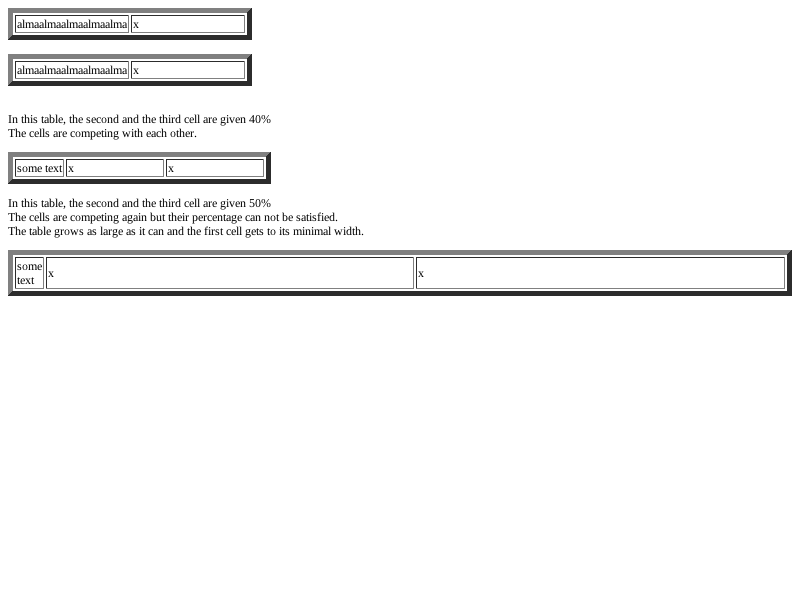 almaalmaalmaalmaalma x
almaalmaalmaalmaalma x
In this table, the second and the third cell are given 40%
The cells are competing with each other.
some text x x
In this table, the second and the third cell are given 50%
The cells are competing again but their percentage can not be satisfied.
The table grows as large as it can and the first cell gets to its minimal width.
some
text x x